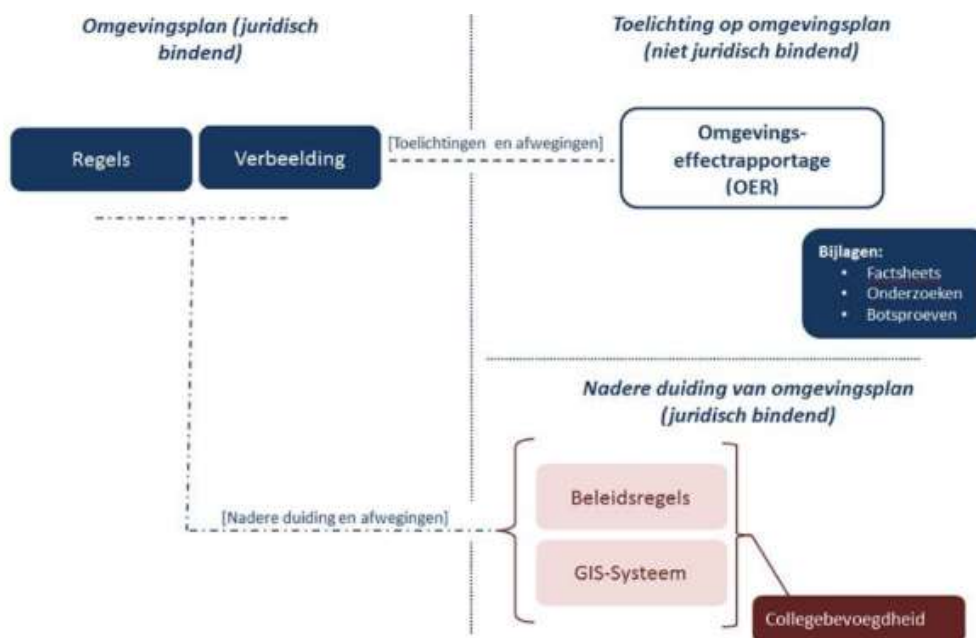 Omgevingsplan (juridisch
bindend)
Toelichting op omgevingsplan
(niet juridisch bindend)
Regels
Verbeelding
[Toelichtingen en afwegingen]
Omgevings-
effectrapportage
(OER)
Bijlagen:
• Factsheets
• Onderzoeken
• Botsproeven
Nadere duiding van omgevingsplan
(juridisch bindend)
Beleidsregels
[Nadere duiding en afwegingen]
GIS-Systeem
Collegebevoegdheid